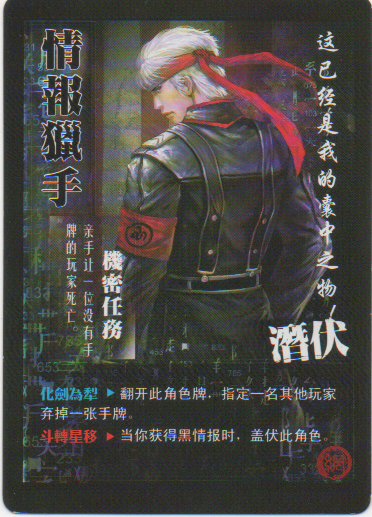 情報獵手
这已经是我的囊中之物！
機密任務
亲手让一位没有手
牌的玩家死亡。
潛伏
化劍為犁 ▶ 翻开此角色牌，指定一名其他玩家
弃掉一张手牌。
斗轉星移 ▶ 当你获得黑情报时，盖伏此角色。